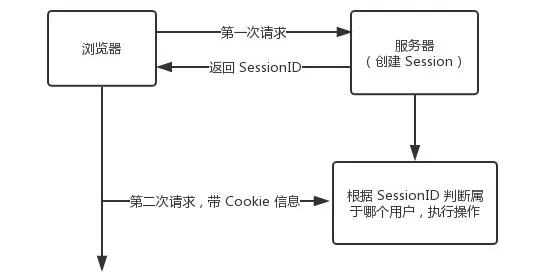 浏览器
第一次请求
服务器
（ 创建 Session ）
返回 SessionID
第二次请求，带 Cookie 信息
根据 SessionID 判断属
于哪个用户，执行操作